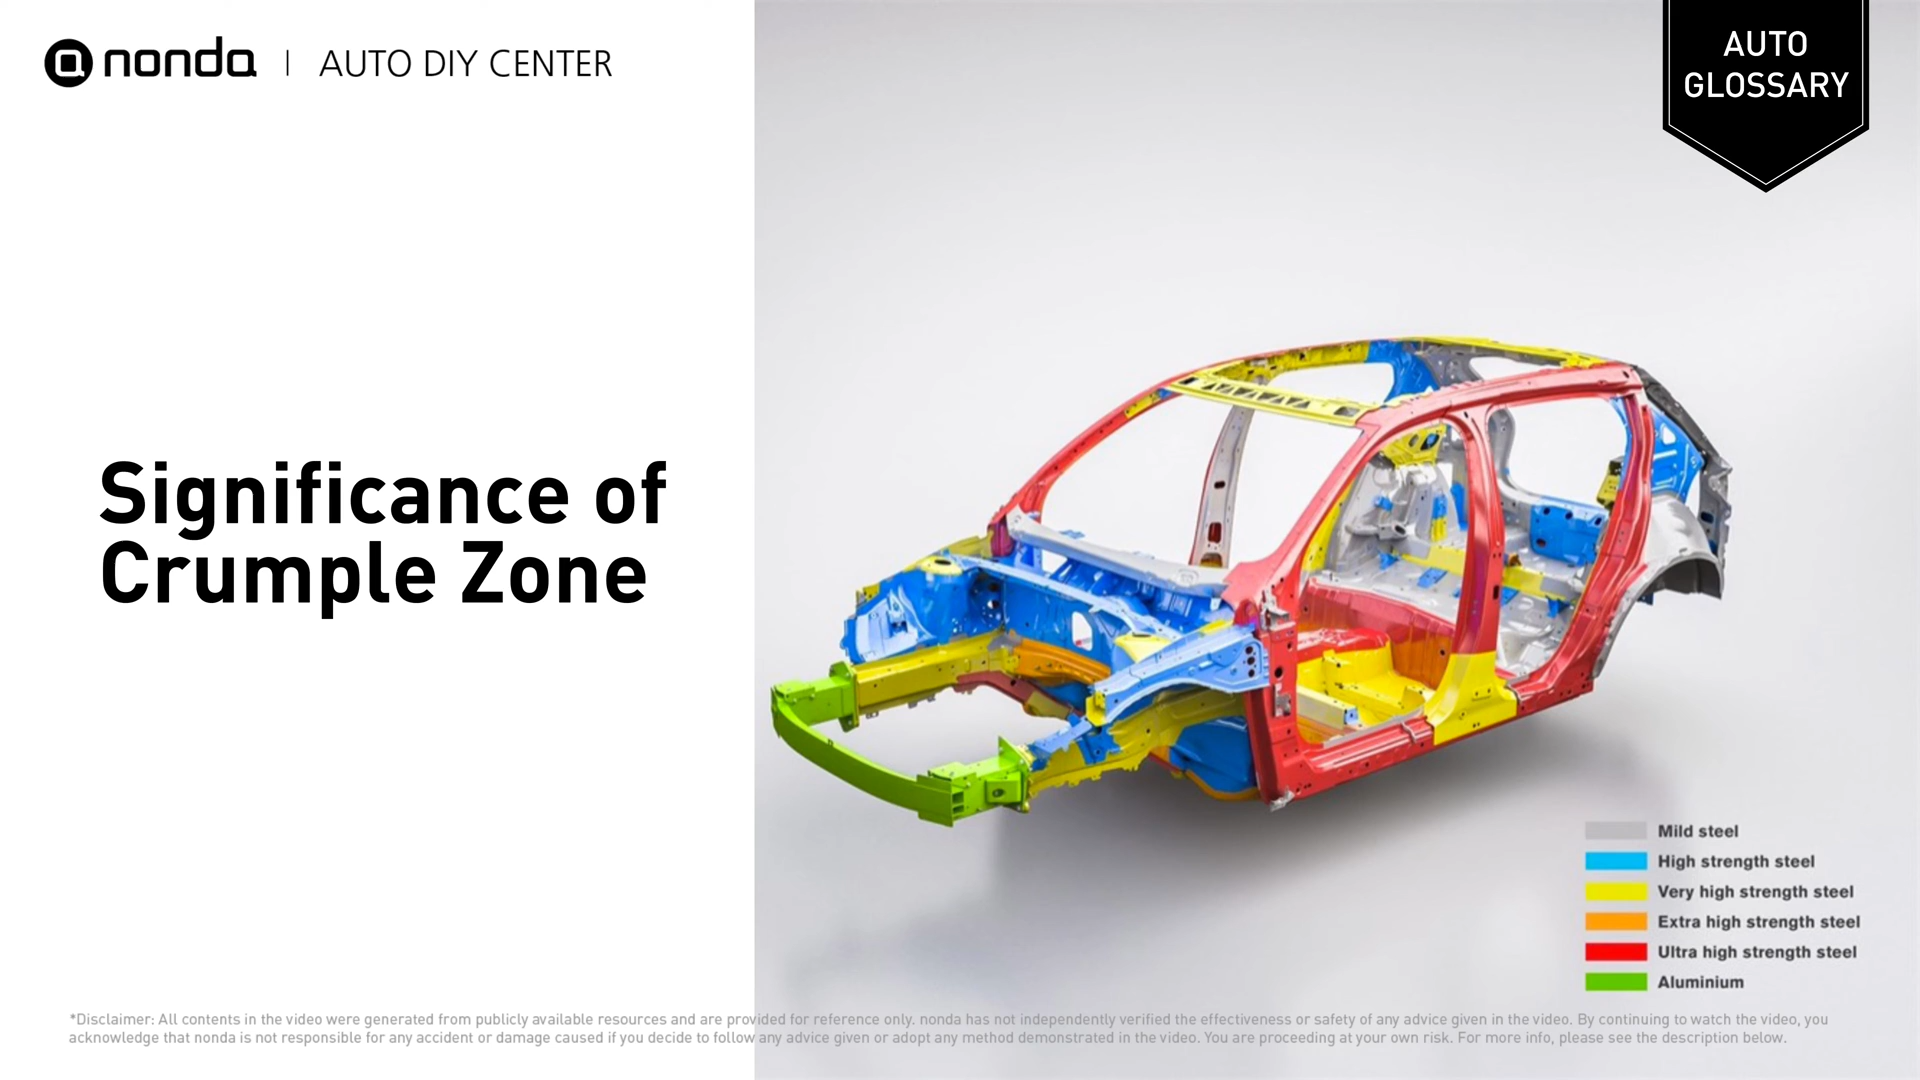 nonda | AUTO DIY CENTER
AUTO
GLOSSARY
Significance of
Crumple Zone
Mild steel
High strength steel
Very high strength steel
Extra high strength steel
Ultra high strength steel
Aluminium
*Disclaimer: All contents in the video were generated from publicly available resources and are provided for reference only. nonda has not independently verified the effectiveness or safety of any advice given in the video. By continuing to watch the video, you
acknowledge that nonda is not responsible for any accident or damage caused if you decide to follow any advice given or adopt any method demonstrated in the video. You are proceeding at your own risk. For more info, please see the description below.